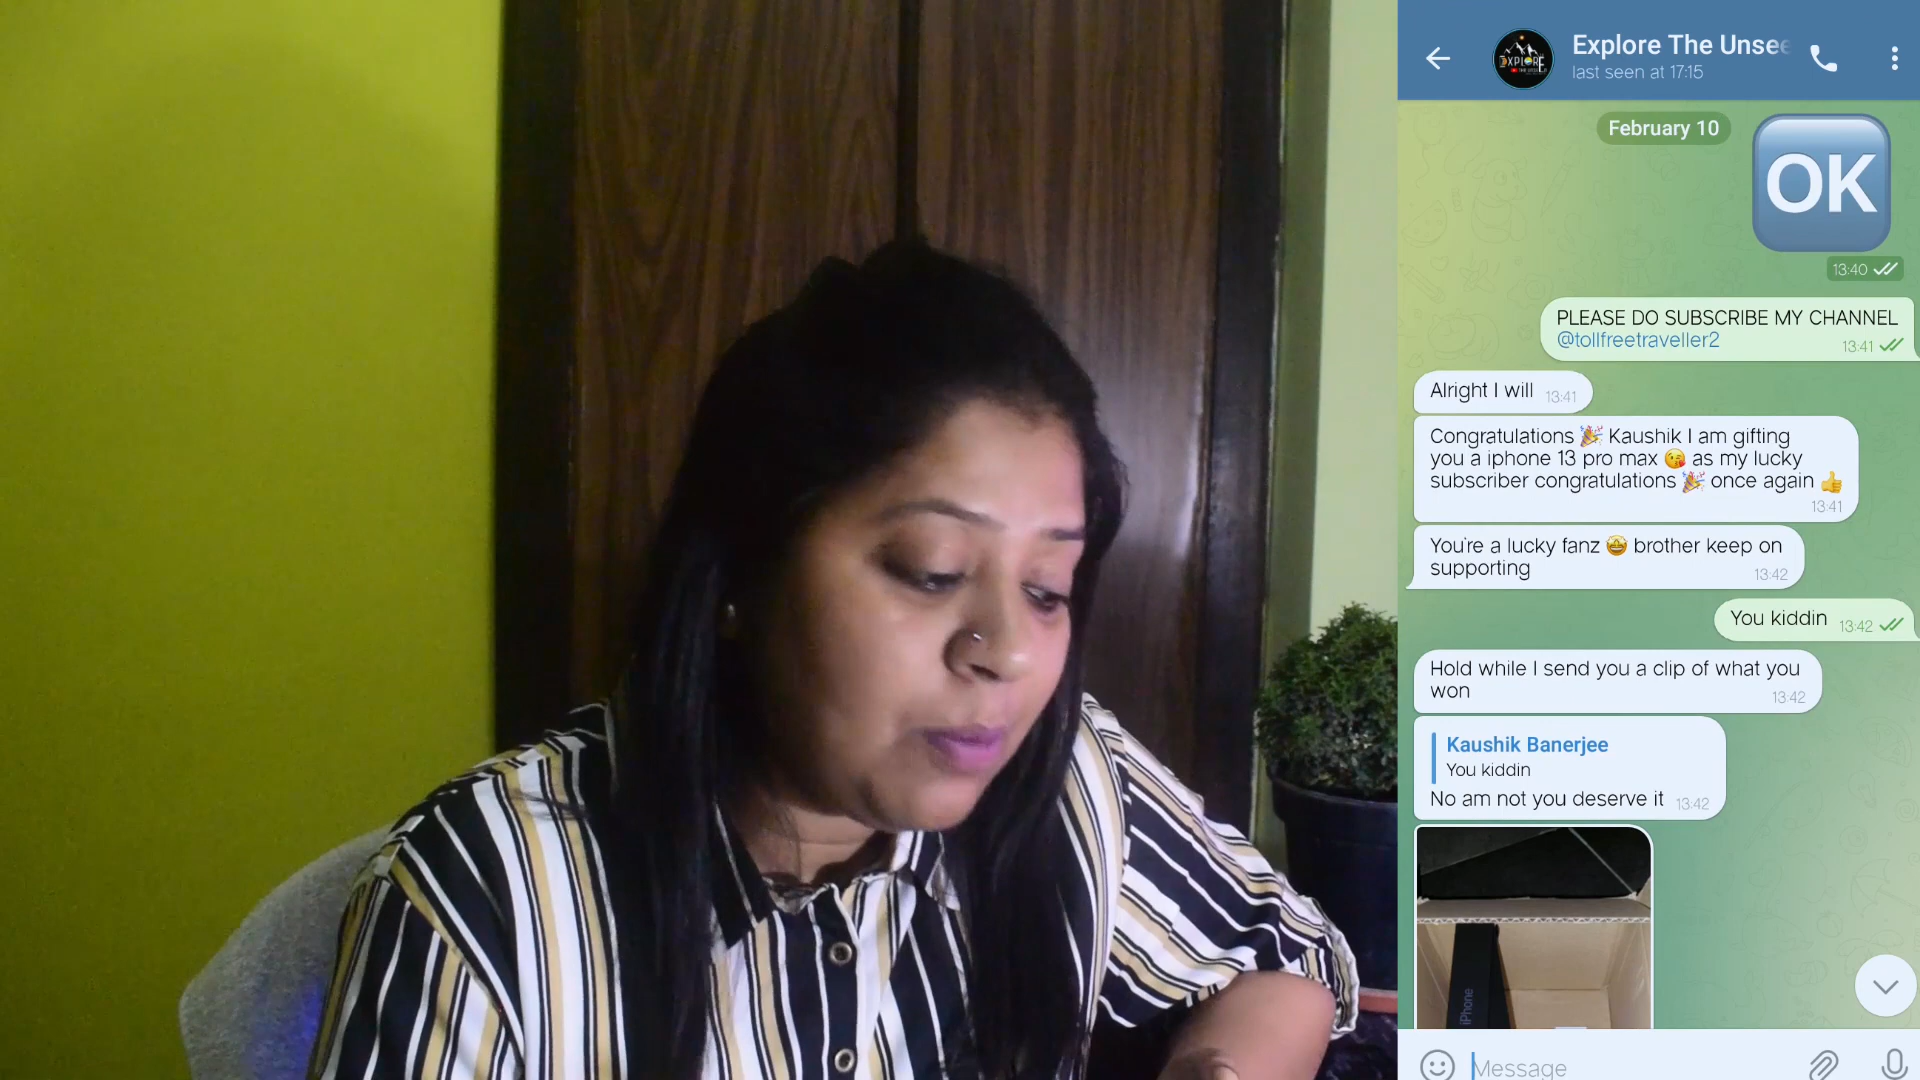 Explore The Unsee
last seen at 17:15
EXPLORE
February 10
OK
13:40
PLEASE DO SUBSCRIBE MY CHANNEL
@tollfreetraveller2
13:41
Alright I will 13:41
Congratulations 🎉 Kaushik I am gifting
you a iphone 13 pro max 😘 as my lucky
subscriber congratulations 🎉 once again 👍
13:41
You're a lucky fanz 🤩 brother keep on
supporting 13:42
You kiddin 13:42
Hold while I send you a clip of what you
won 13:42
Kaushik Banerjee
You kiddin
No am not you deserve it 13:42
iPhone
Message